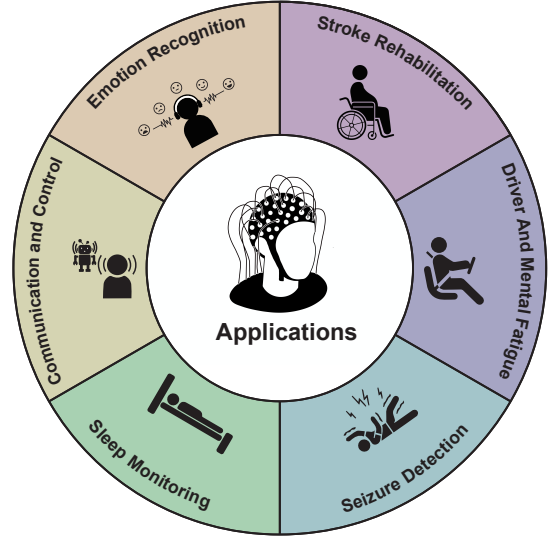 Emotion Recognition
Stroke Rehabilitation
Communication and Control
Driver And Mental Fatigue
Applications
Sleep Monitoring
Seizure Detection